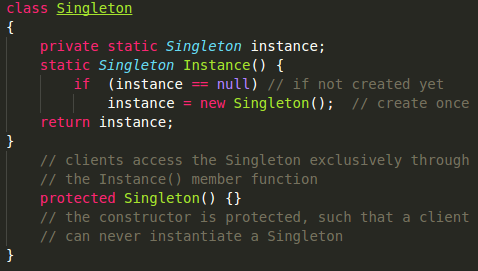 class Singleton
{
private static Singleton instance;
static Singleton Instance() {
if (instance == null) // if not created yet
instance = new Singleton(); // create once
return instance;
}
// clients access the Singleton exclusively through
// the Instance() member function
protected Singleton() {}
// the constructor is protected, such that a client
// can never instantiate a Singleton
}